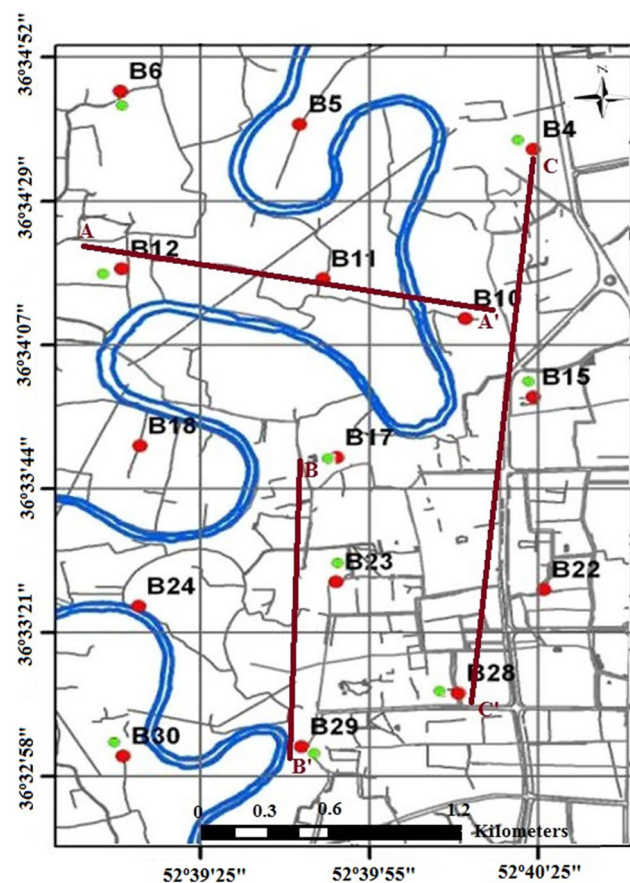 36°34'52"
B6
B5
B4
N
C
36°34'29"
A
B12
B11
B10
A'
36°34'07"
B15
B18
B17
B
36°33'44"
B23
B22
B24
36°33'21"
B28
C'
B29
B30
B'
36°32'58"
0 0.3 0.6 1.2
Kilometers
52°39'25" 52°39'55" 52°40'25"